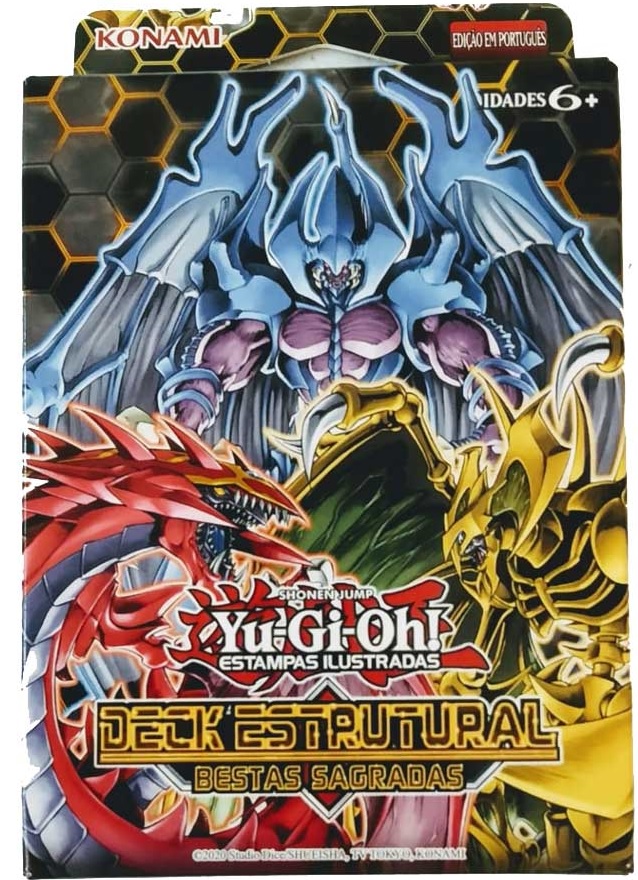 KONAMI
EDIÇÃO EM PORTUGUÊS
IDADES 6+
SHONEN JUMP
Yu-Gi-Oh!
ESTAMPAS ILUSTRADAS
DECK ESTRUTURAL
BESTAS SAGRADAS
©2020 Studio Dice/SHUEISHA, TV TOKYO, KONAMI